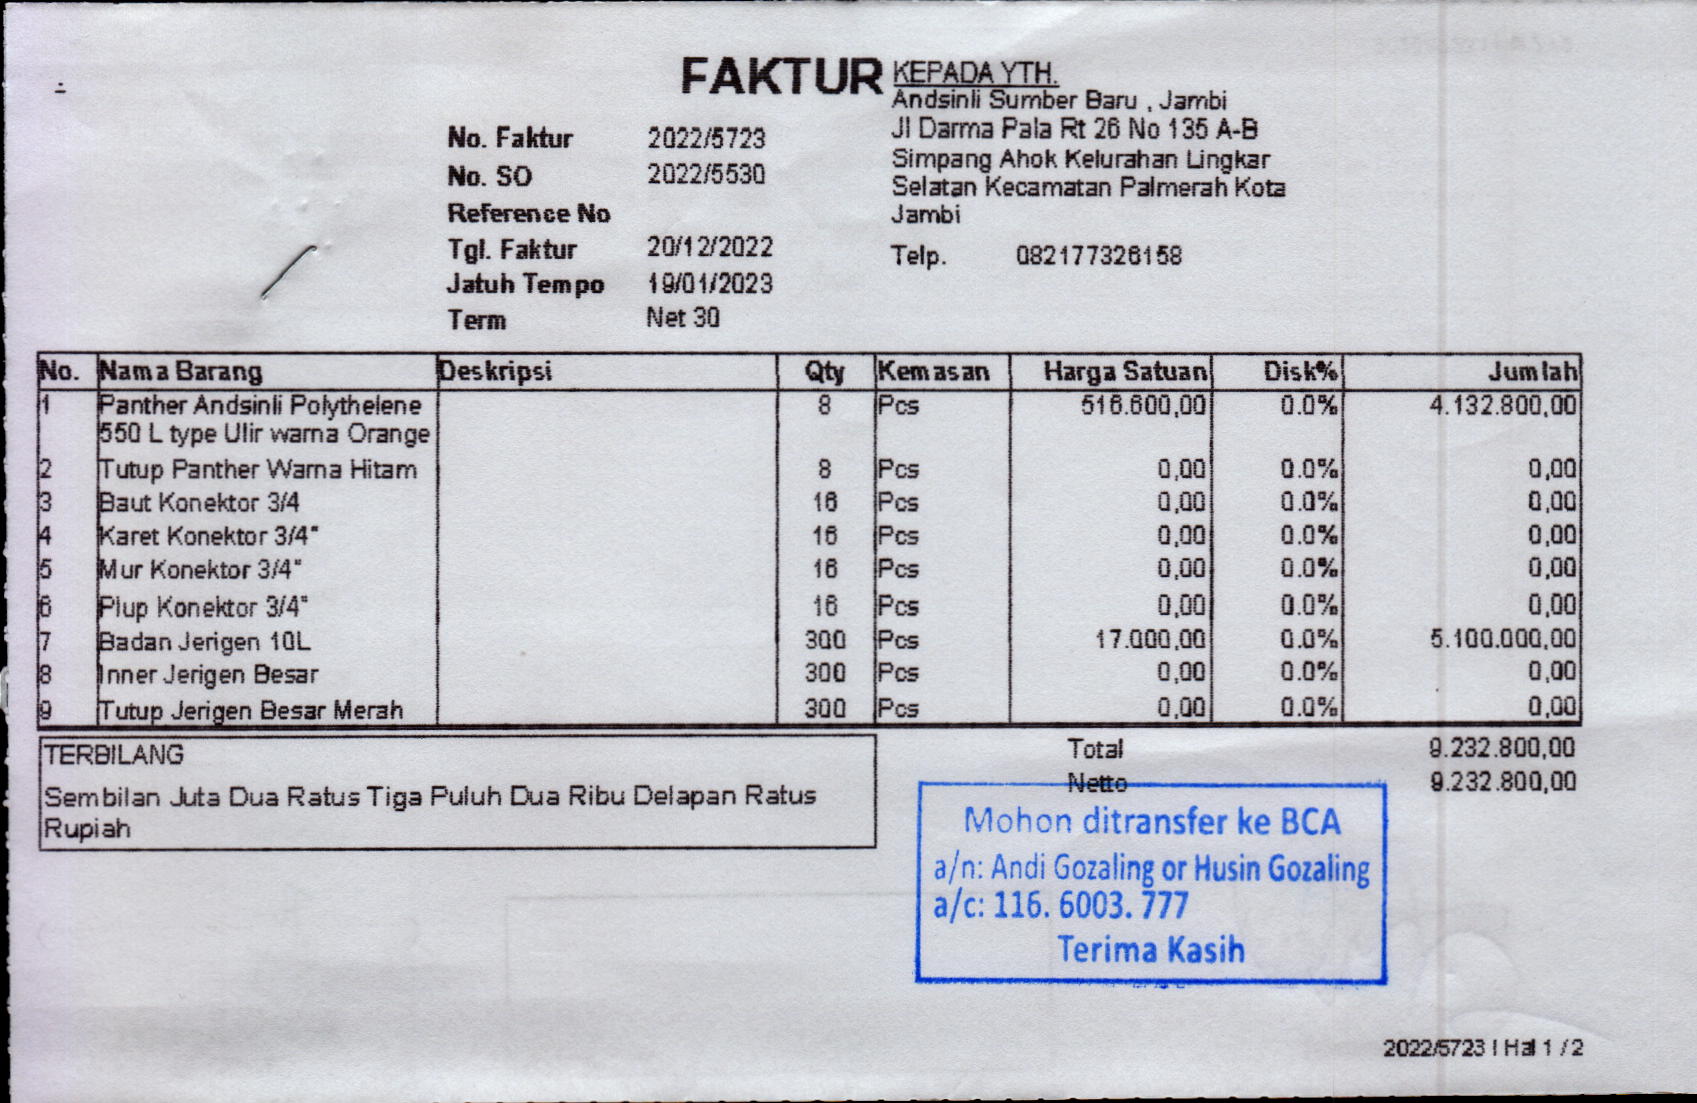 FAKTUR
KEPADA YTH.
Andsinli Sumber Baru , Jambi
Jl Darma Pala Rt 26 No 135 A-B
Simpang Ahok Kelurahan Lingkar
Selatan Kecamatan Palmerah Kota
Jambi
Telp. 082177326158
No. Faktur 2022/5723
No. SO 2022/5530
Reference No
Tgl. Faktur 20/12/2022
Jatuh Tempo 19/01/2023
Term Net 30
No. Nama Barang Deskripsi Qty Kemasan Harga Satuan Disk% Jumlah
1 Panther Andsinli Polythelene 8 Pcs 516.600,00 0.0% 4.132.800,00
550 L type Ulir warna Orange
2 Tutup Panther Warna Hitam 8 Pcs 0,00 0.0% 0,00
3 Baut Konektor 3/4 16 Pcs 0,00 0.0% 0,00
4 Karet Konektor 3/4" 16 Pcs 0,00 0.0% 0,00
5 Mur Konektor 3/4" 16 Pcs 0,00 0.0% 0,00
6 Plup Konektor 3/4" 16 Pcs 0,00 0.0% 0,00
7 Badan Jerigen 10L 300 Pcs 17.000,00 0.0% 5.100.000,00
8 Inner Jerigen Besar 300 Pcs 0,00 0.0% 0,00
9 Tutup Jerigen Besar Merah 300 Pcs 0,00 0.0% 0,00
TERBILANG
Sembilan Juta Dua Ratus Tiga Puluh Dua Ribu Delapan Ratus
Rupiah
Total 9.232.800,00
Netto 9.232.800,00
Mohon ditransfer ke BCA
a/n: Andi Gozaling or Husin Gozaling
a/c: 116. 6003. 777
Terima Kasih
2022/5723 I Hal 1 / 2